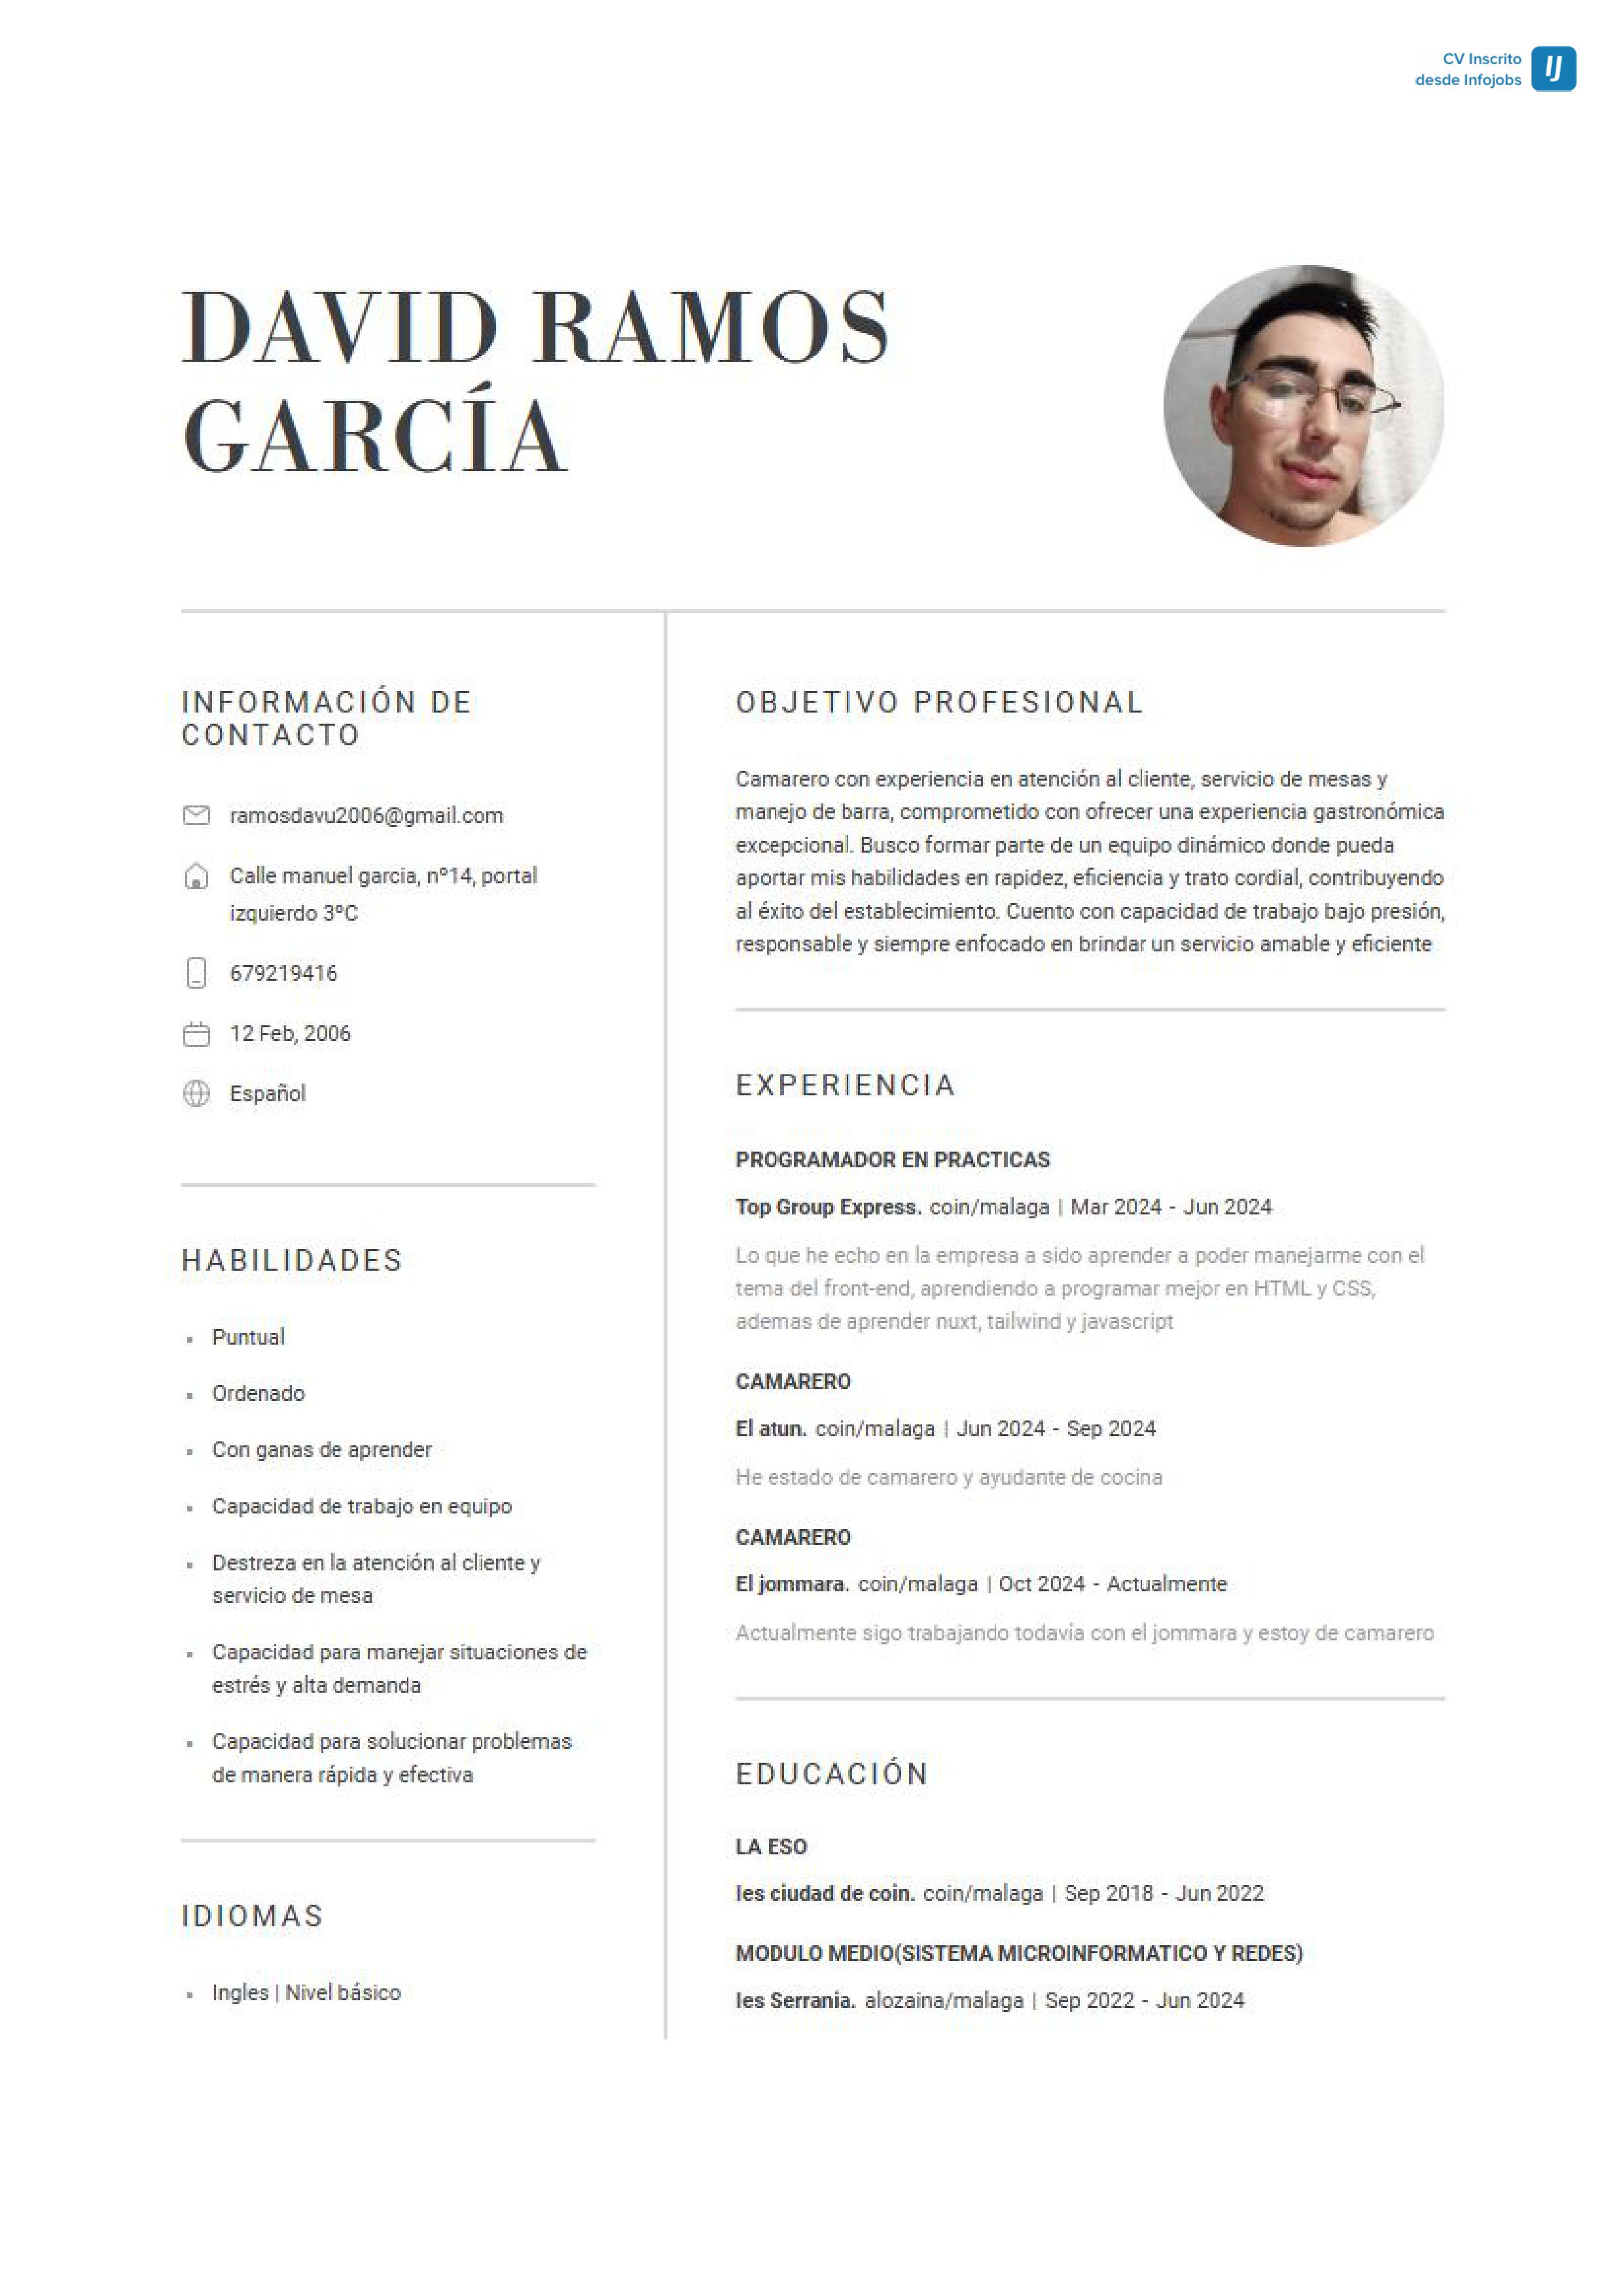 CV Inscrito
desde Infojobs
DAVID RAMOS
GARCÍA
INFORMACIÓN DE
CONTACTO
ramosdavu2006@gmail.com
Calle manuel garcia, nº14, portal
izquierdo 3ºC
679219416
12 Feb, 2006
Español
HABILIDADES
Puntual
Ordenado
Con ganas de aprender
Capacidad de trabajo en equipo
Destreza en la atención al cliente y
servicio de mesa
Capacidad para manejar situaciones de
estrés y alta demanda
Capacidad para solucionar problemas
de manera rápida y efectiva
IDIOMAS
Ingles | Nivel básico
OBJETIVO PROFESIONAL
Camarero con experiencia en atención al cliente, servicio de mesas y
manejo de barra, comprometido con ofrecer una experiencia gastronómica
excepcional. Busco formar parte de un equipo dinámico donde pueda
aportar mis habilidades en rapidez, eficiencia y trato cordial, contribuyendo
al éxito del establecimiento. Cuento con capacidad de trabajo bajo presión,
responsable y siempre enfocado en brindar un servicio amable y eficiente
EXPERIENCIA
PROGRAMADOR EN PRACTICAS
Top Group Express. coin/malaga | Mar 2024 - Jun 2024
Lo que he echo en la empresa a sido aprender a poder manejarme con el
tema del front-end, aprendiendo a programar mejor en HTML y CSS,
ademas de aprender nuxt, tailwind y javascript
CAMARERO
El atun. coin/malaga | Jun 2024 - Sep 2024
He estado de camarero y ayudante de cocina
CAMARERO
El jommara. coin/malaga | Oct 2024 - Actualmente
Actualmente sigo trabajando todavia con el jommara y estoy de camarero
EDUCACIÓN
LA ESO
Ies ciudad de coin. coin/malaga | Sep 2018 - Jun 2022
MODULO MEDIO(SISTEMA MICROINFORMATICO Y REDES)
Ies Serrania. alozaina/malaga | Sep 2022 - Jun 2024